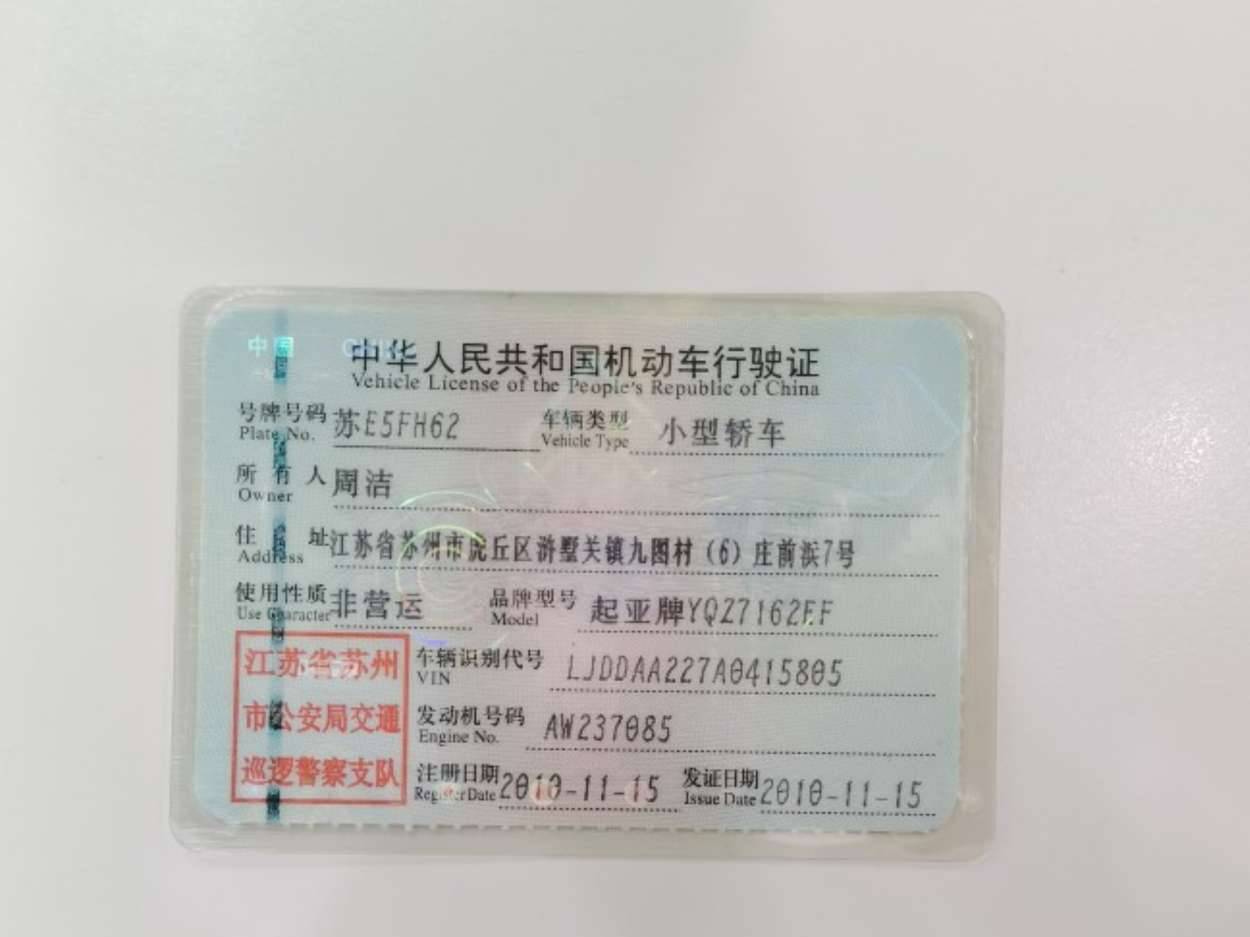 中国
中华人民共和国机动车行驶证
Vehicle License of the People's Republic of China
号牌号码 苏E5FH62 车辆类型 小型轿车
Plate No. Vehicle Type
所有人 周洁
Owner
住址 江苏省苏州市虎丘区浒墅关镇九图村（6）庄前浜7号
Address
使用性质 非营运 品牌型号 起亚牌YQZ7162EF
Use Character Model
江苏省苏州
市公安局交通
巡逻警察支队
车辆识别代号 LJDDAA227A0415805
VIN
发动机号码 AW237085
Engine No.
注册日期 2010-11-15 发证日期 2010-11-15
Register Date Issue Date